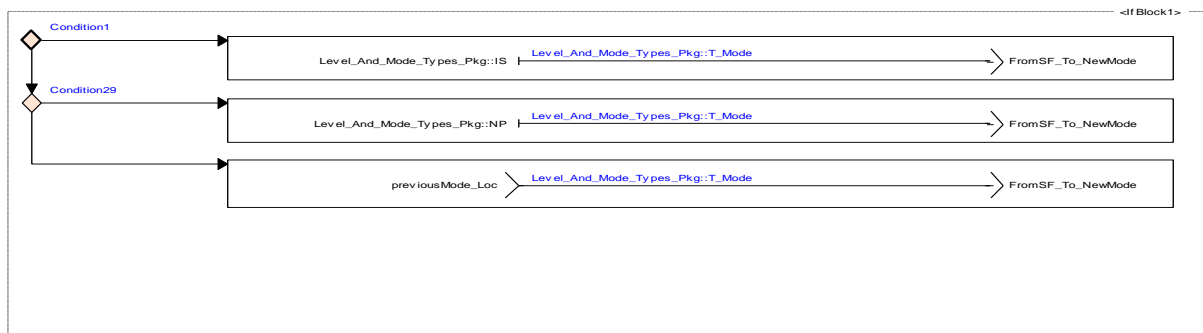 <If Block1>
Condition1
Level_And_Mode_Types_Pkg::IS
Level_And_Mode_Types_Pkg::T_Mode
FromSF_To_NewMode
Condition29
Level_And_Mode_Types_Pkg::NP
Level_And_Mode_Types_Pkg::T_Mode
FromSF_To_NewMode
previousMode_Loc
Level_And_Mode_Types_Pkg::T_Mode
FromSF_To_NewMode